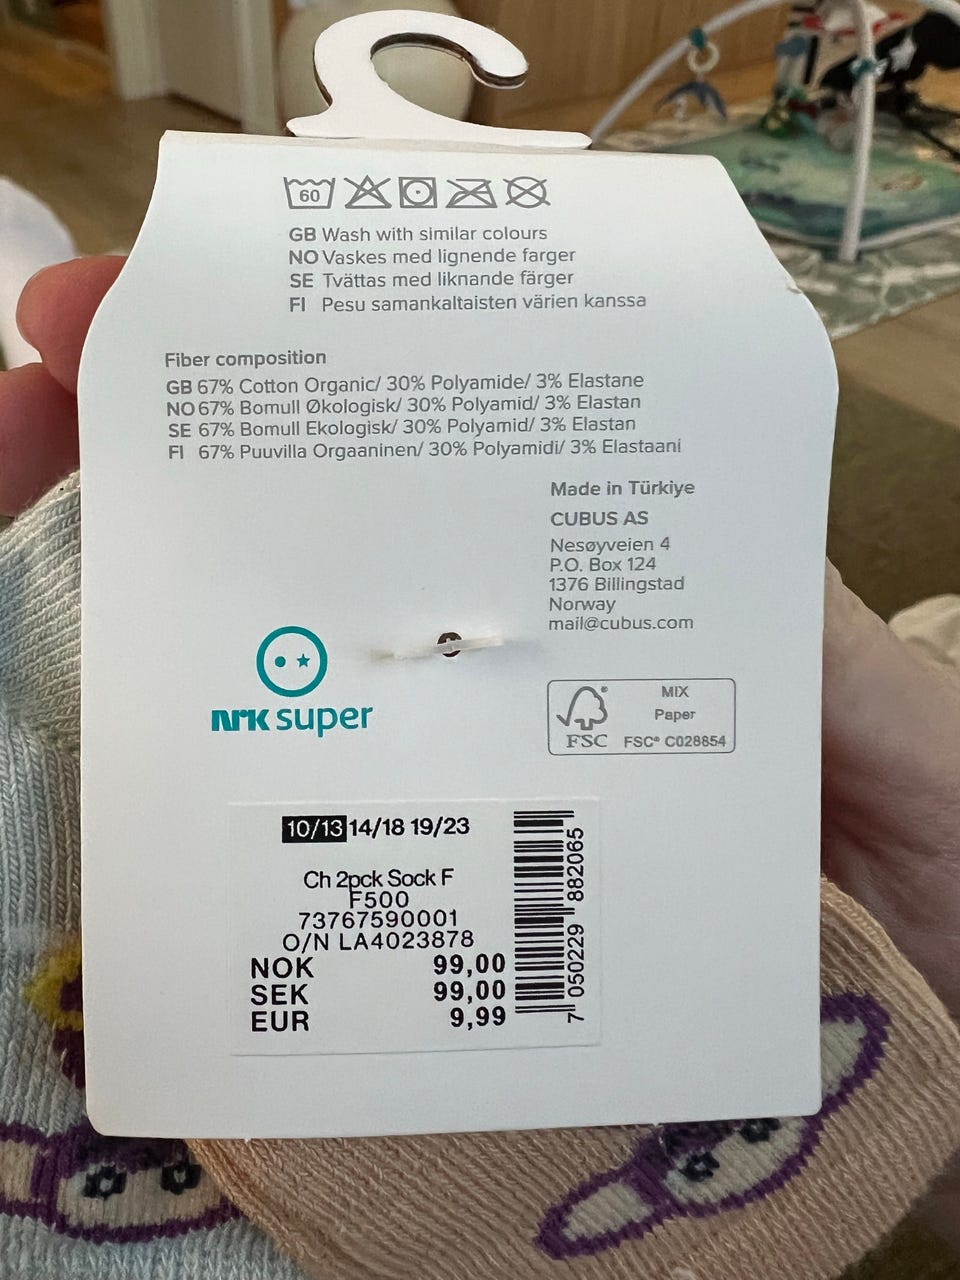 60
GB Wash with similar colours
NO Vaskes med lignende farger
SE Tvättas med liknande färger
FI Pesu samankaltaisten värien kanssa
Fiber composition
GB 67% Cotton Organic/ 30% Polyamide/ 3% Elastane
NO 67% Bomull Økologisk/ 30% Polyamid/ 3% Elastan
SE 67% Bomull Ekologisk/ 30% Polyamid/ 3% Elastan
FI 67% Puuvilla Orgaaninen/ 30% Polyamidi/ 3% Elastaani
Made in Türkiye
CUBUS AS
Nesøyveien 4
P.O. Box 124
1376 Billingstad
Norway
mail@cubus.com
NRK super
MIX
Paper
FSC® C028854
FSC
10/13 14/18 19/23
Ch 2pck Sock F
F500
73767590001
O/N LA4023878
NOK 99,00
SEK 99,00
EUR 9,99
7 050229 882065